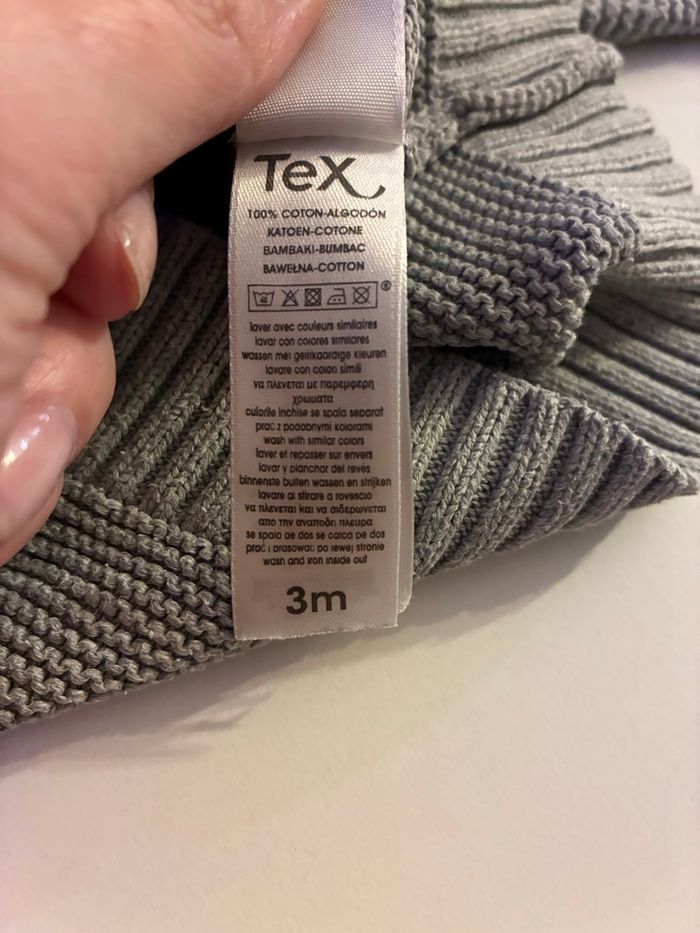 TeX
100% COTON-ALGODÓN
KATOEN-COTONE
BAMBAKI-BUMBAC
BAWEŁNA-COTTON
40
®
laver avec couleurs similaires
lavar con colores similares
wassen met gelijkaardige kleuren
lavare con colori simili
να πλένεται με παρεμφερή
χρώματα
culorile inchise se spala separat
prać z podobnymi kolorami
wash with similar colors
laver et repasser sur envers
lavar y planchar del revés
binnenste buiten wassen en strijken
lavare al stirare a rovescio
να πλένεται και να σιδερώνεται
απο την ανάποδη πλευρά
se spala pe dos se calca pe dos
prać i prasować po lewej stronie
wash and iron inside out
3m